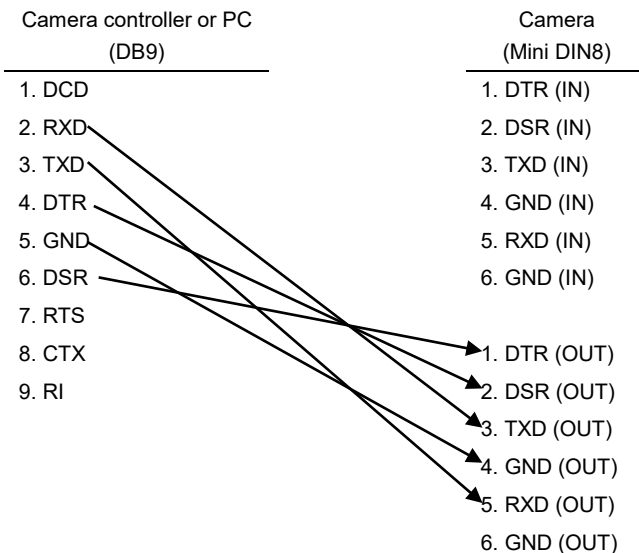 Camera controller or PC
(DB9)
1. DCD
2. RXD
3. TXD
4. DTR
5. GND
6. DSR
7. RTS
8. CTX
9. RI
Camera
(Mini DIN8)
1. DTR (IN)
2. DSR (IN)
3. TXD (IN)
4. GND (IN)
5. RXD (IN)
6. GND (IN)
1. DTR (OUT)
2. DSR (OUT)
3. TXD (OUT)
4. GND (OUT)
5. RXD (OUT)
6. GND (OUT)